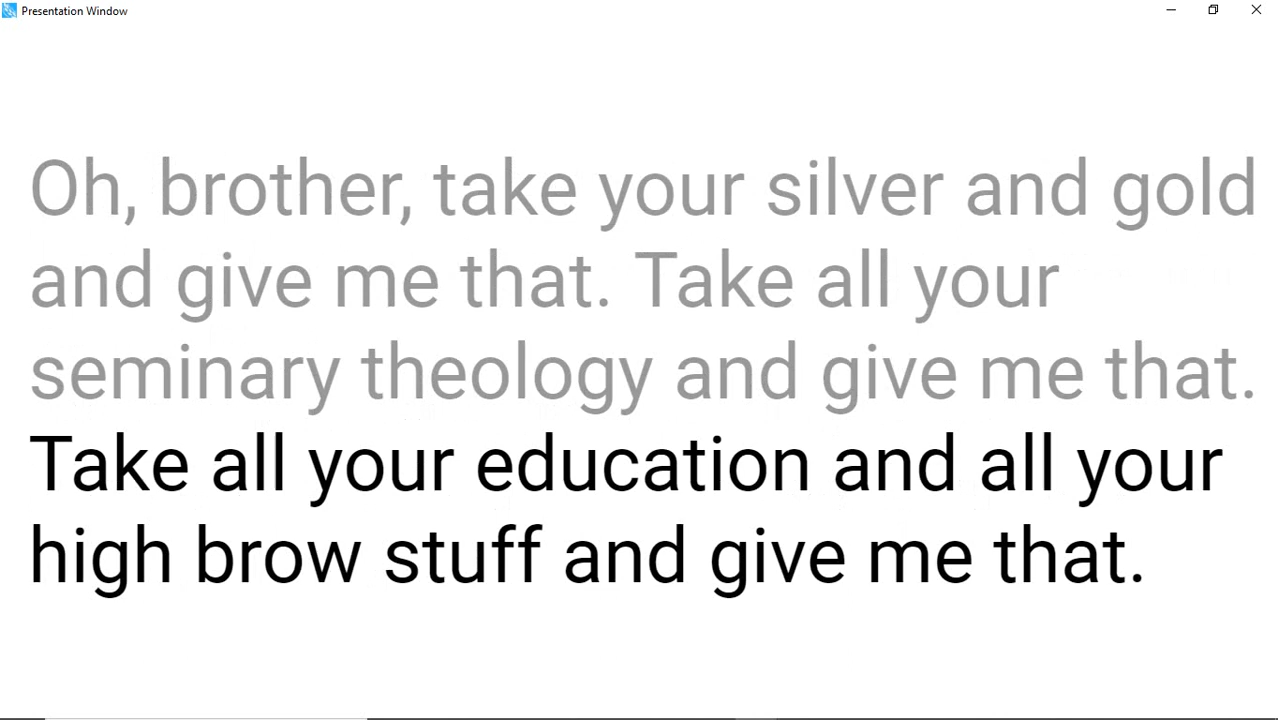 Presentation Window
Oh, brother, take your silver and gold
and give me that. Take all your
seminary theology and give me that.
Take all your education and all your
high brow stuff and give me that.